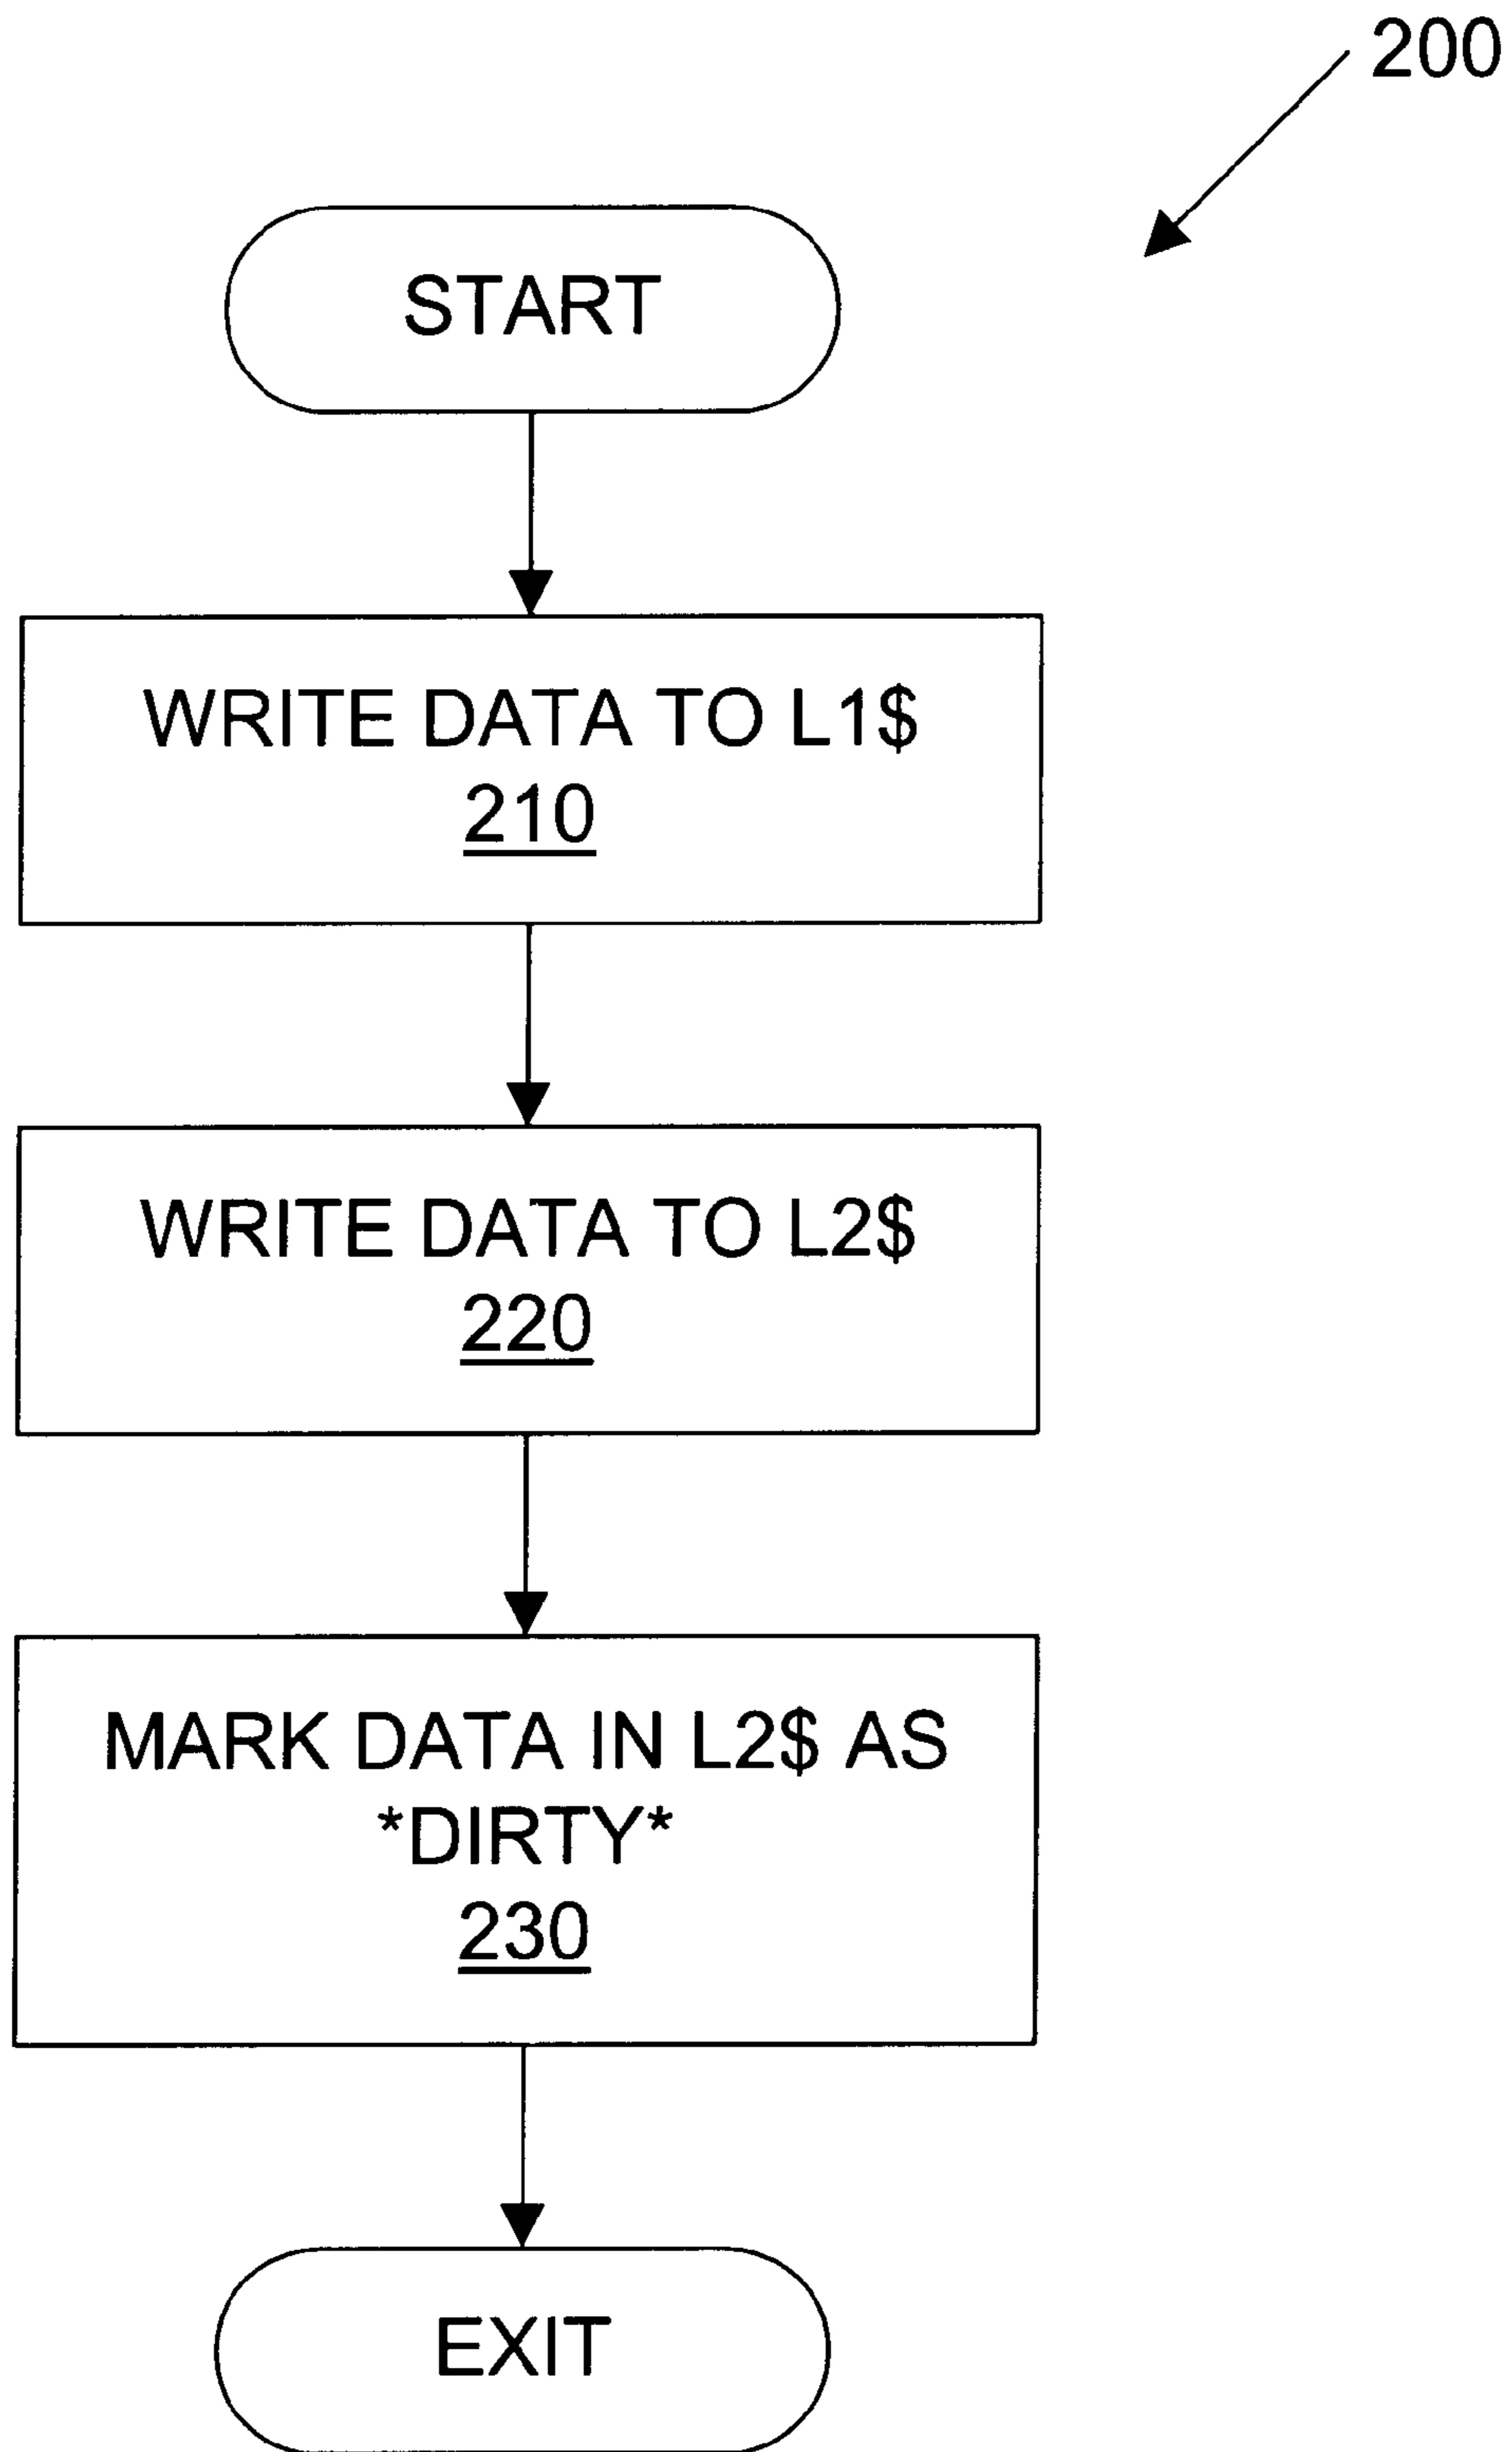 200
START
WRITE DATA TO L1$
210
WRITE DATA TO L2$
220
MARK DATA IN L2$ AS
*DIRTY*
230
EXIT